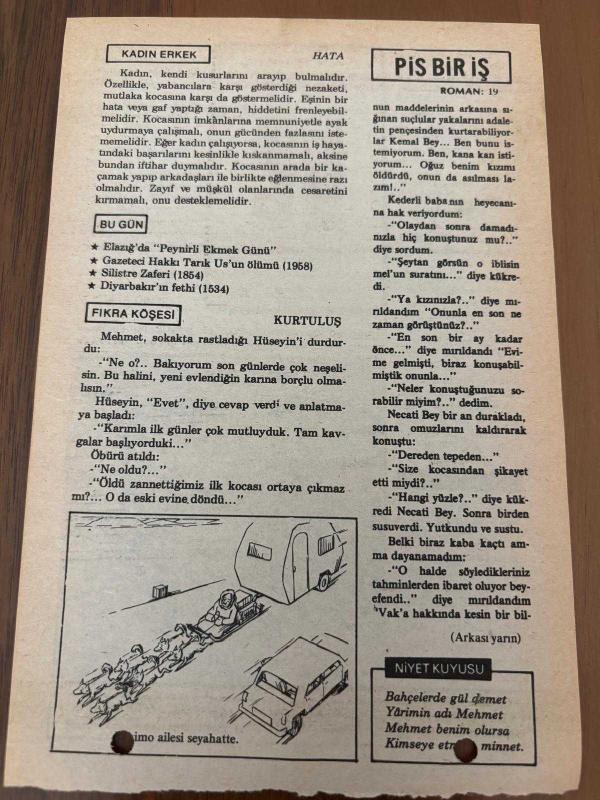 KADIN ERKEK
HATA
Kadın, kendi kusurlarını arayıp bulmalıdır.
Özellikle, yabancılara karşı gösterdiği nezaketi,
mutlaka kocasına karşı da göstermelidir. Eşinin bir
hata veya gaf yaptığı zaman, hiddetini frenleyebil-
melidir. Kocasının imkânlarına memnuniyetle ayak
uydurmaya çalışmalı, onun gücünden fazlasını iste-
memelidir. Eğer kadın çalışıyorsa, kocasının iş haya-
tındaki başarılarını kesinlikle kıskanmamalı, aksine
bundan iftihar duymalıdır. Kocasının arada bir ka-
çamak yapıp arkadaşları ile birlikte eğlenmesine razı
olmalıdır. Zayıf ve müşkül olanlarında cesaretini
kırmamalı, onu desteklemelidir.
BU GÜN
★ Elazığ'da "Peynirli Ekmek Günü"
★ Gazeteci Hakkı Tarık Us'un ölümü (1958)
★ Silistre Zaferi (1854)
★ Diyarbakır'ın fethi (1534)
FIKRA KÖŞESİ
KURTULUŞ
Mehmet, sokakta rastladığı Hüseyin'i durdur-
du:
-"Ne o?.. Bakıyorum son günlerde çok neşeli-
sin. Bu halini, yeni evlendiğin karına borçlu olma-
lısın."
Hüseyin, "Evet", diye cevap verdi ve anlatma-
ya başladı:
-"Karımla ilk günler çok mutluyduk. Tam kav-
galar başlıyorduki..."
Öbürü atıldı:
-"Ne oldu?..."
-"Öldü zannettiğimiz ilk kocası ortaya çıkmaz
mı?... O da eski evine döndü..."
imo ailesi seyahatte.
PİS BİR İŞ
ROMAN: 19
nun maddelerinin arkasına sı-
ğınan suçlular yakalarını adale-
tin pençesinden kurtarabiliyor-
lar Kemal Bey... Ben bunu is-
temiyorum. Ben, kana kan isti-
yorum... Oğuz benim kızımı
öldürdü, onun da asılması la-
zım!.."
Kederli babanın heyecanı-
na hak veriyordum:
-"Olaydan sonra damadı-
nızla hiç konuştunuz mu?.."
diye sordum.
-"Şeytan görsün o iblisin
mel'un suratını..." diye kükre-
di.
-"Ya kızınızla?.." diye mı-
rıldandım "Onunla en son ne
zaman görüştünüz?.."
-"En son bir ay kadar
önce..." diye mırıldandı "Evi-
me gelmişti, biraz konuşabil-
miştik onunla..."
-"Neler konuştuğunuzu so-
rabilir miyim?.." dedim.
Necati Bey bir an durakladı,
sonra omuzlarını kaldırarak
konuştu:
-"Dereden tepeden..."
-"Size kocasından şikayet
etti miydi?.."
-"Hangi yüzle?.." diye kük-
redi Necati Bey. Sonra birden
susuverdi. Yutkundu ve sustu.
Belki biraz kaba kaçtı am-
ma dayanamadım:
-"O halde söyledikleriniz
tahminlerden ibaret oluyor bey-
efendi.." diye mırıldandım
"Vak'a hakkında kesin bir bil-
(Arkası yarın)
NİYET KUYUSU
Bahçelerde gül demet
Yârimin adı Mehmet
Mehmet benim olursa
Kimseye etm minnet.